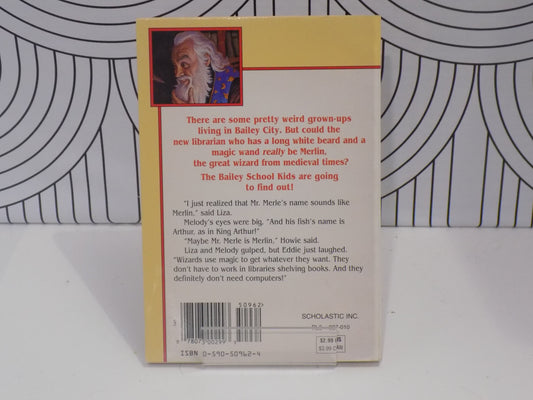 There are some pretty weird grown-ups
living in Bailey City. But could the
new librarian who has a long white beard and a
magic wand really be Merlin,
the great wizard from medieval times?
The Bailey School Kids are going
to find out!
"I just realized that Mr. Merle's name sounds like
Merlin," said Liza.
Melody's eyes were big. "And his fish's name is
Arthur, as in King Arthur!"
"Maybe Mr. Merle is Merlin," Howie said.
Liza and Melody gulped, but Eddie just laughed.
"Wizards use magic to get whatever they want. They
don't have to work in libraries shelving books. And they
definitely don't need computers!"
50962
SCHOLASTIC INC.
78073 00299
$2.99 US
$3.99 CAN
ISBN 0-590-50962-4